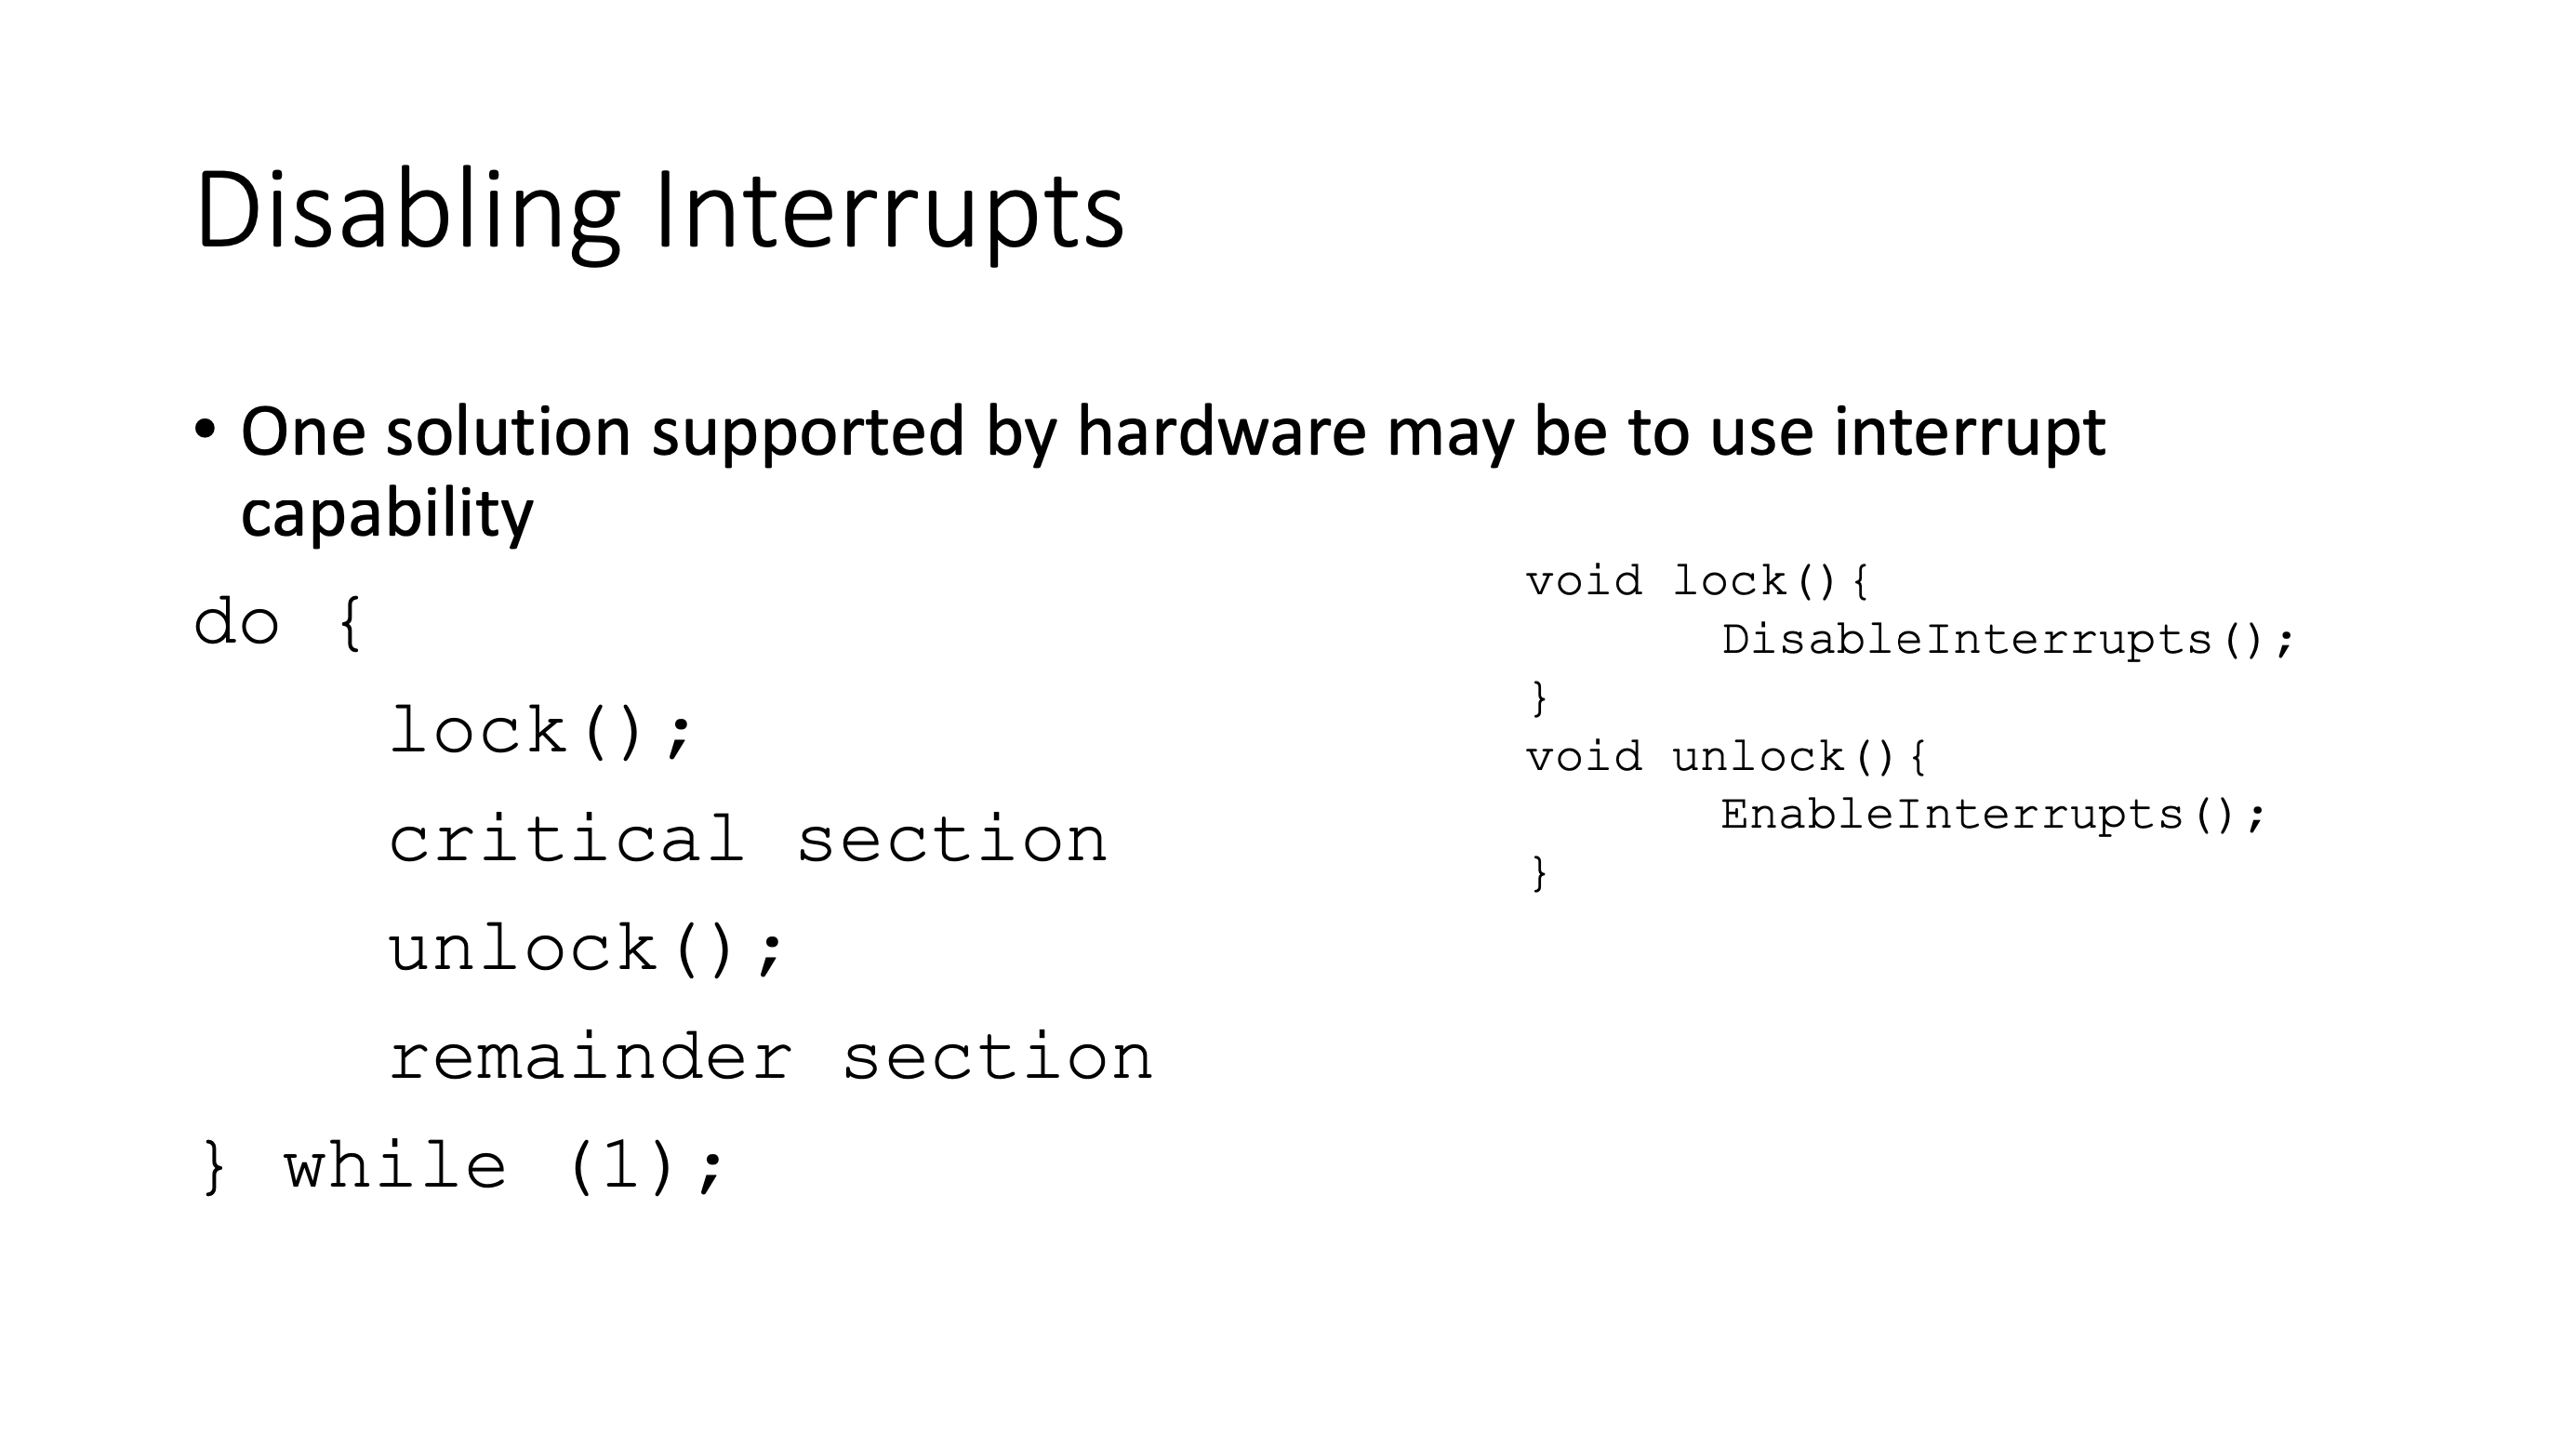 Disabling Interrupts
• One solution supported by hardware may be to use interrupt
capability
do {
lock();
critical section
unlock();
remainder section
} while (1);
void lock(){
DisableInterrupts();
}
void unlock(){
EnableInterrupts();
}